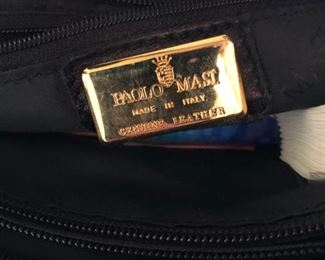 PAOLO MASI
MADE IN ITALY
GENUINE LEATHER